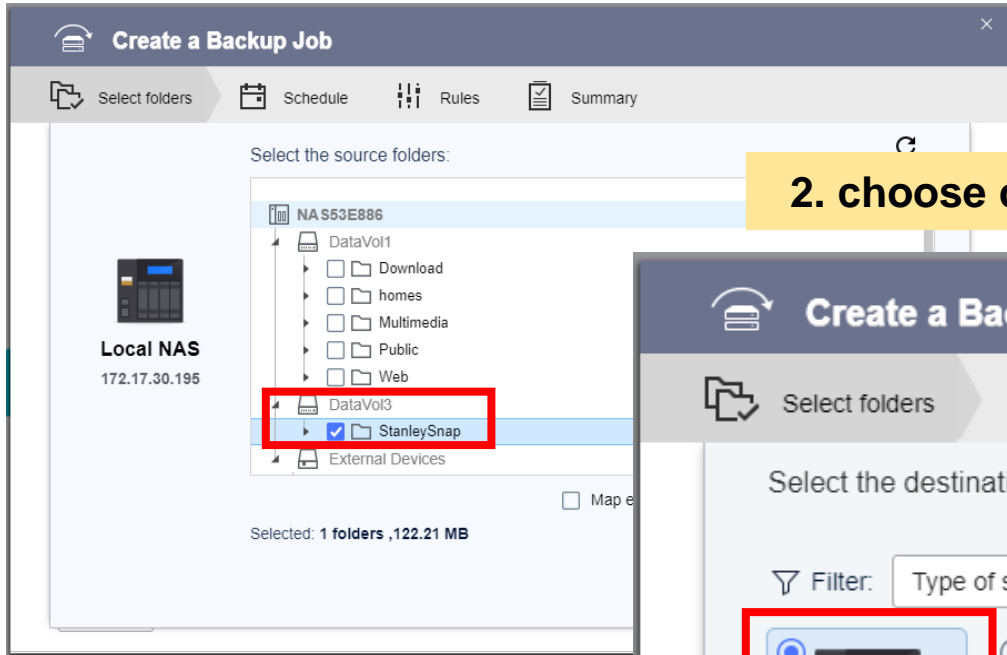 Create a Backup Job
Select folders
Schedule
Rules
Summary
Select the source folders:
NAS53E886
DataVol1
Download
homes
Multimedia
Public
Web
DataVol3
StanleySnap
External Devices
Local NAS
172.17.30.195
Map e
Selected: 1 folders ,122.21 MB
2. choose
Create a Ba
Select folders
Select the destinati
Filter:
Type of s